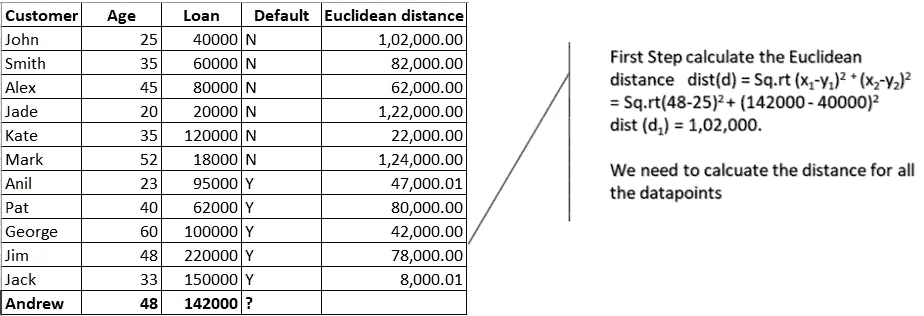 Customer Age Loan Default Euclidean distance
John 25 40000 N 1,02,000.00
Smith 35 60000 N 82,000.00
Alex 45 80000 N 62,000.00
Jade 20 20000 N 1,22,000.00
Kate 35 120000 N 22,000.00
Mark 52 18000 N 1,24,000.00
Anil 23 95000 Y 47,000.01
Pat 40 62000 Y 80,000.00
George 60 100000 Y 42,000.00
Jim 48 220000 Y 78,000.00
Jack 33 150000 Y 8,000.01
Andrew 48 142000 ?
First Step calculate the Euclidean
distance dist(d) = Sq.rt (x₁-y₁)² ⁺ (x₂-y₂)²
= Sq.rt(48-25)² + (142000 - 40000)²
dist (d₁) = 1,02,000.
We need to calcuate the distance for all
the datapoints